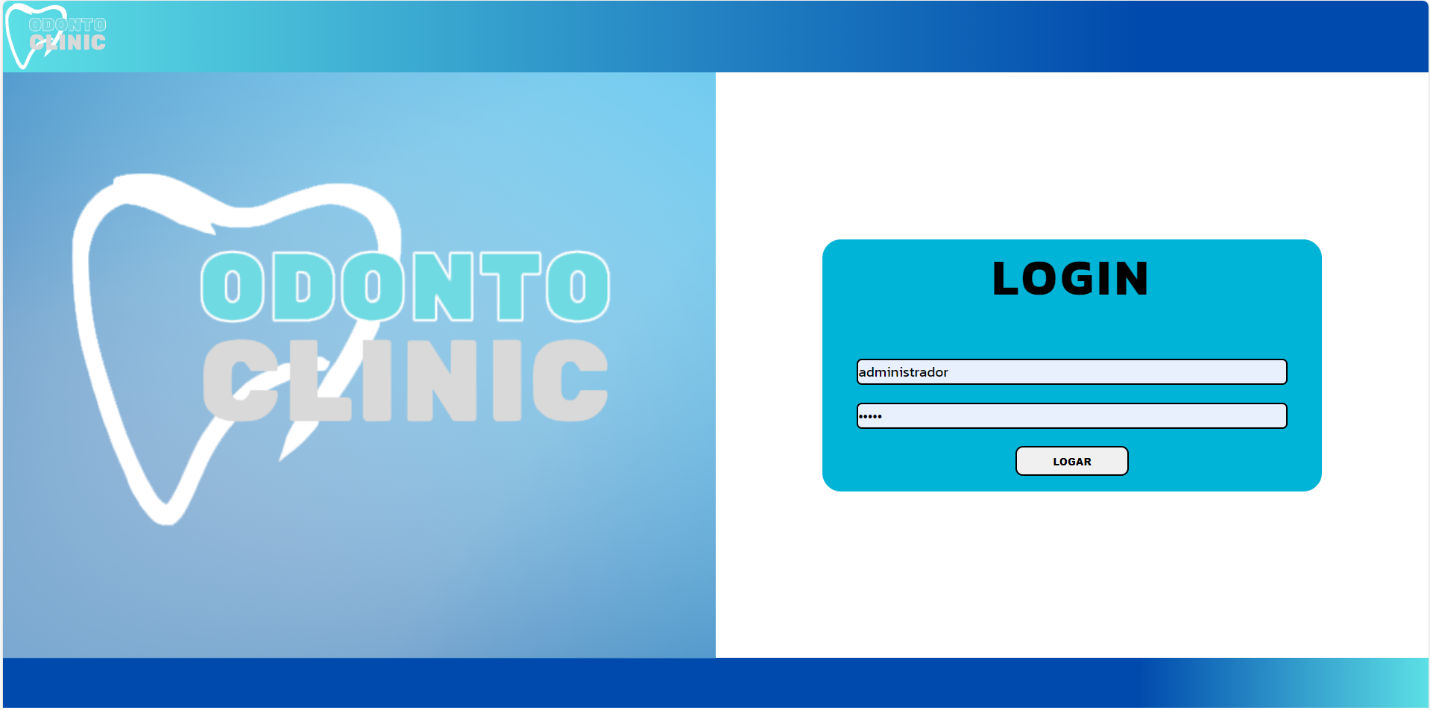 ODONTO
CLINIC
ODONTO
CLINIC
LOGIN
administrador
•••••
LOGAR